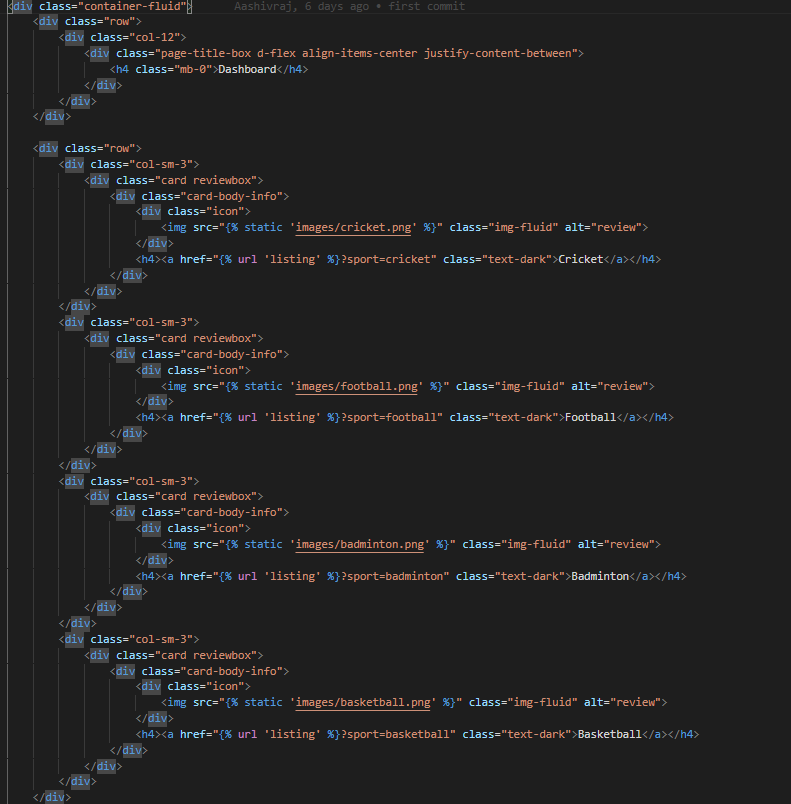 <div class="container-fluid">        Aashivraj, 6 days ago • first commit
    <div class="row">
        <div class="col-12">
            <div class="page-title-box d-flex align-items-center justify-content-between">
                <h4 class="mb-0">Dashboard</h4>
            </div>
        </div>
    </div>

    <div class="row">
        <div class="col-sm-3">
            <div class="card reviewbox">
                <div class="card-body-info">
                    <div class="icon">
                        <img src="{% static 'images/cricket.png' %}" class="img-fluid" alt="review">
                    </div>
                    <h4><a href="{% url 'listing' %}?sport=cricket" class="text-dark">Cricket</a></h4>
                </div>
            </div>
        </div>
        <div class="col-sm-3">
            <div class="card reviewbox">
                <div class="card-body-info">
                    <div class="icon">
                        <img src="{% static 'images/football.png' %}" class="img-fluid" alt="review">
                    </div>
                    <h4><a href="{% url 'listing' %}?sport=football" class="text-dark">Football</a></h4>
                </div>
            </div>
        </div>
        <div class="col-sm-3">
            <div class="card reviewbox">
                <div class="card-body-info">
                    <div class="icon">
                        <img src="{% static 'images/badminton.png' %}" class="img-fluid" alt="review">
                    </div>
                    <h4><a href="{% url 'listing' %}?sport=badminton" class="text-dark">Badminton</a></h4>
                </div>
            </div>
        </div>
        <div class="col-sm-3">
            <div class="card reviewbox">
                <div class="card-body-info">
                    <div class="icon">
                        <img src="{% static 'images/basketball.png' %}" class="img-fluid" alt="review">
                    </div>
                    <h4><a href="{% url 'listing' %}?sport=basketball" class="text-dark">Basketball</a></h4>
                </div>
            </div>
        </div>
    </div>